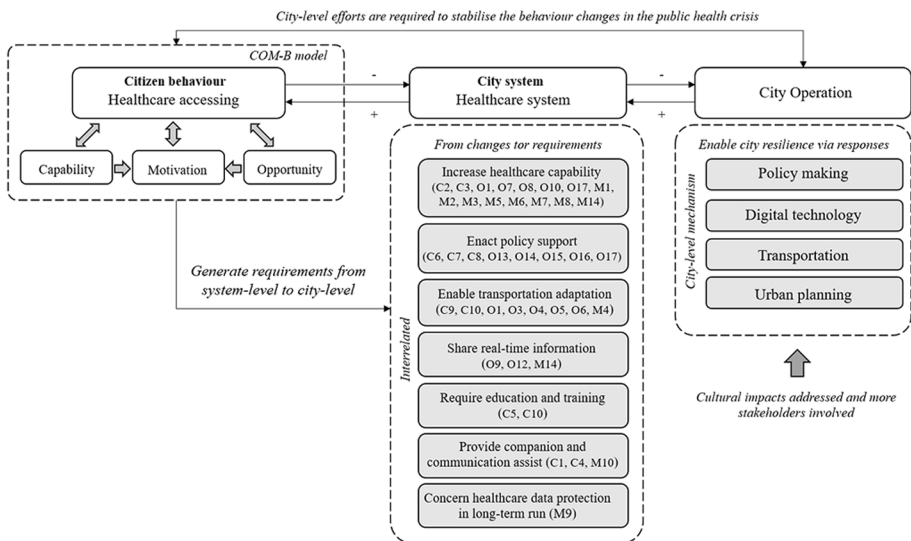 City-level efforts are required to stabilise the behaviour changes in the public health crisis
COM-B model
Citizen behaviour
Healthcare accessing
Capability
Motivation
Opportunity
-
+
City system
Healthcare system
-
+
City Operation
Generate requirements from
system-level to city-level
From changes tor requirements
Interrelated
Increase healthcare capability
(C2, C3, O1, O7, O8, O10, O17, M1,
M2, M3, M5, M6, M7, M8, M14)
Enact policy support
(C6, C7, C8, O13, O14, O15, O16, O17)
Enable transportation adaptation
(C9, C10, O1, O3, O4, O5, O6, M4)
Share real-time information
(O9, O12, M14)
Require education and training
(C5, C10)
Provide companion and
communication assist (C1, C4, M10)
Concern healthcare data protection
in long-term run (M9)
Enable city resilience via responses
City-level mechanism
Policy making
Digital technology
Transportation
Urban planning
Cultural impacts addressed and more
stakeholders involved